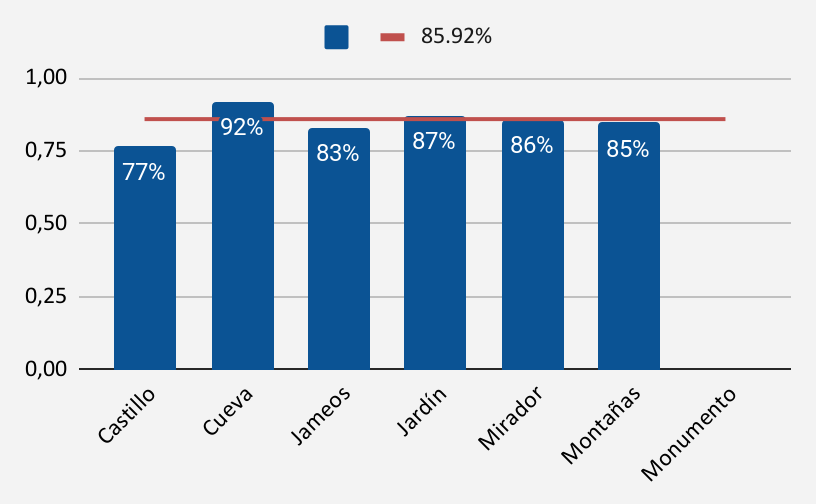 85.92%
1,00
0,75
0,50
0,25
0,00
77%
92%
83%
87%
86%
85%
Castillo
Cueva
Jameos
Jardín
Mirador
Montañas
Monumento